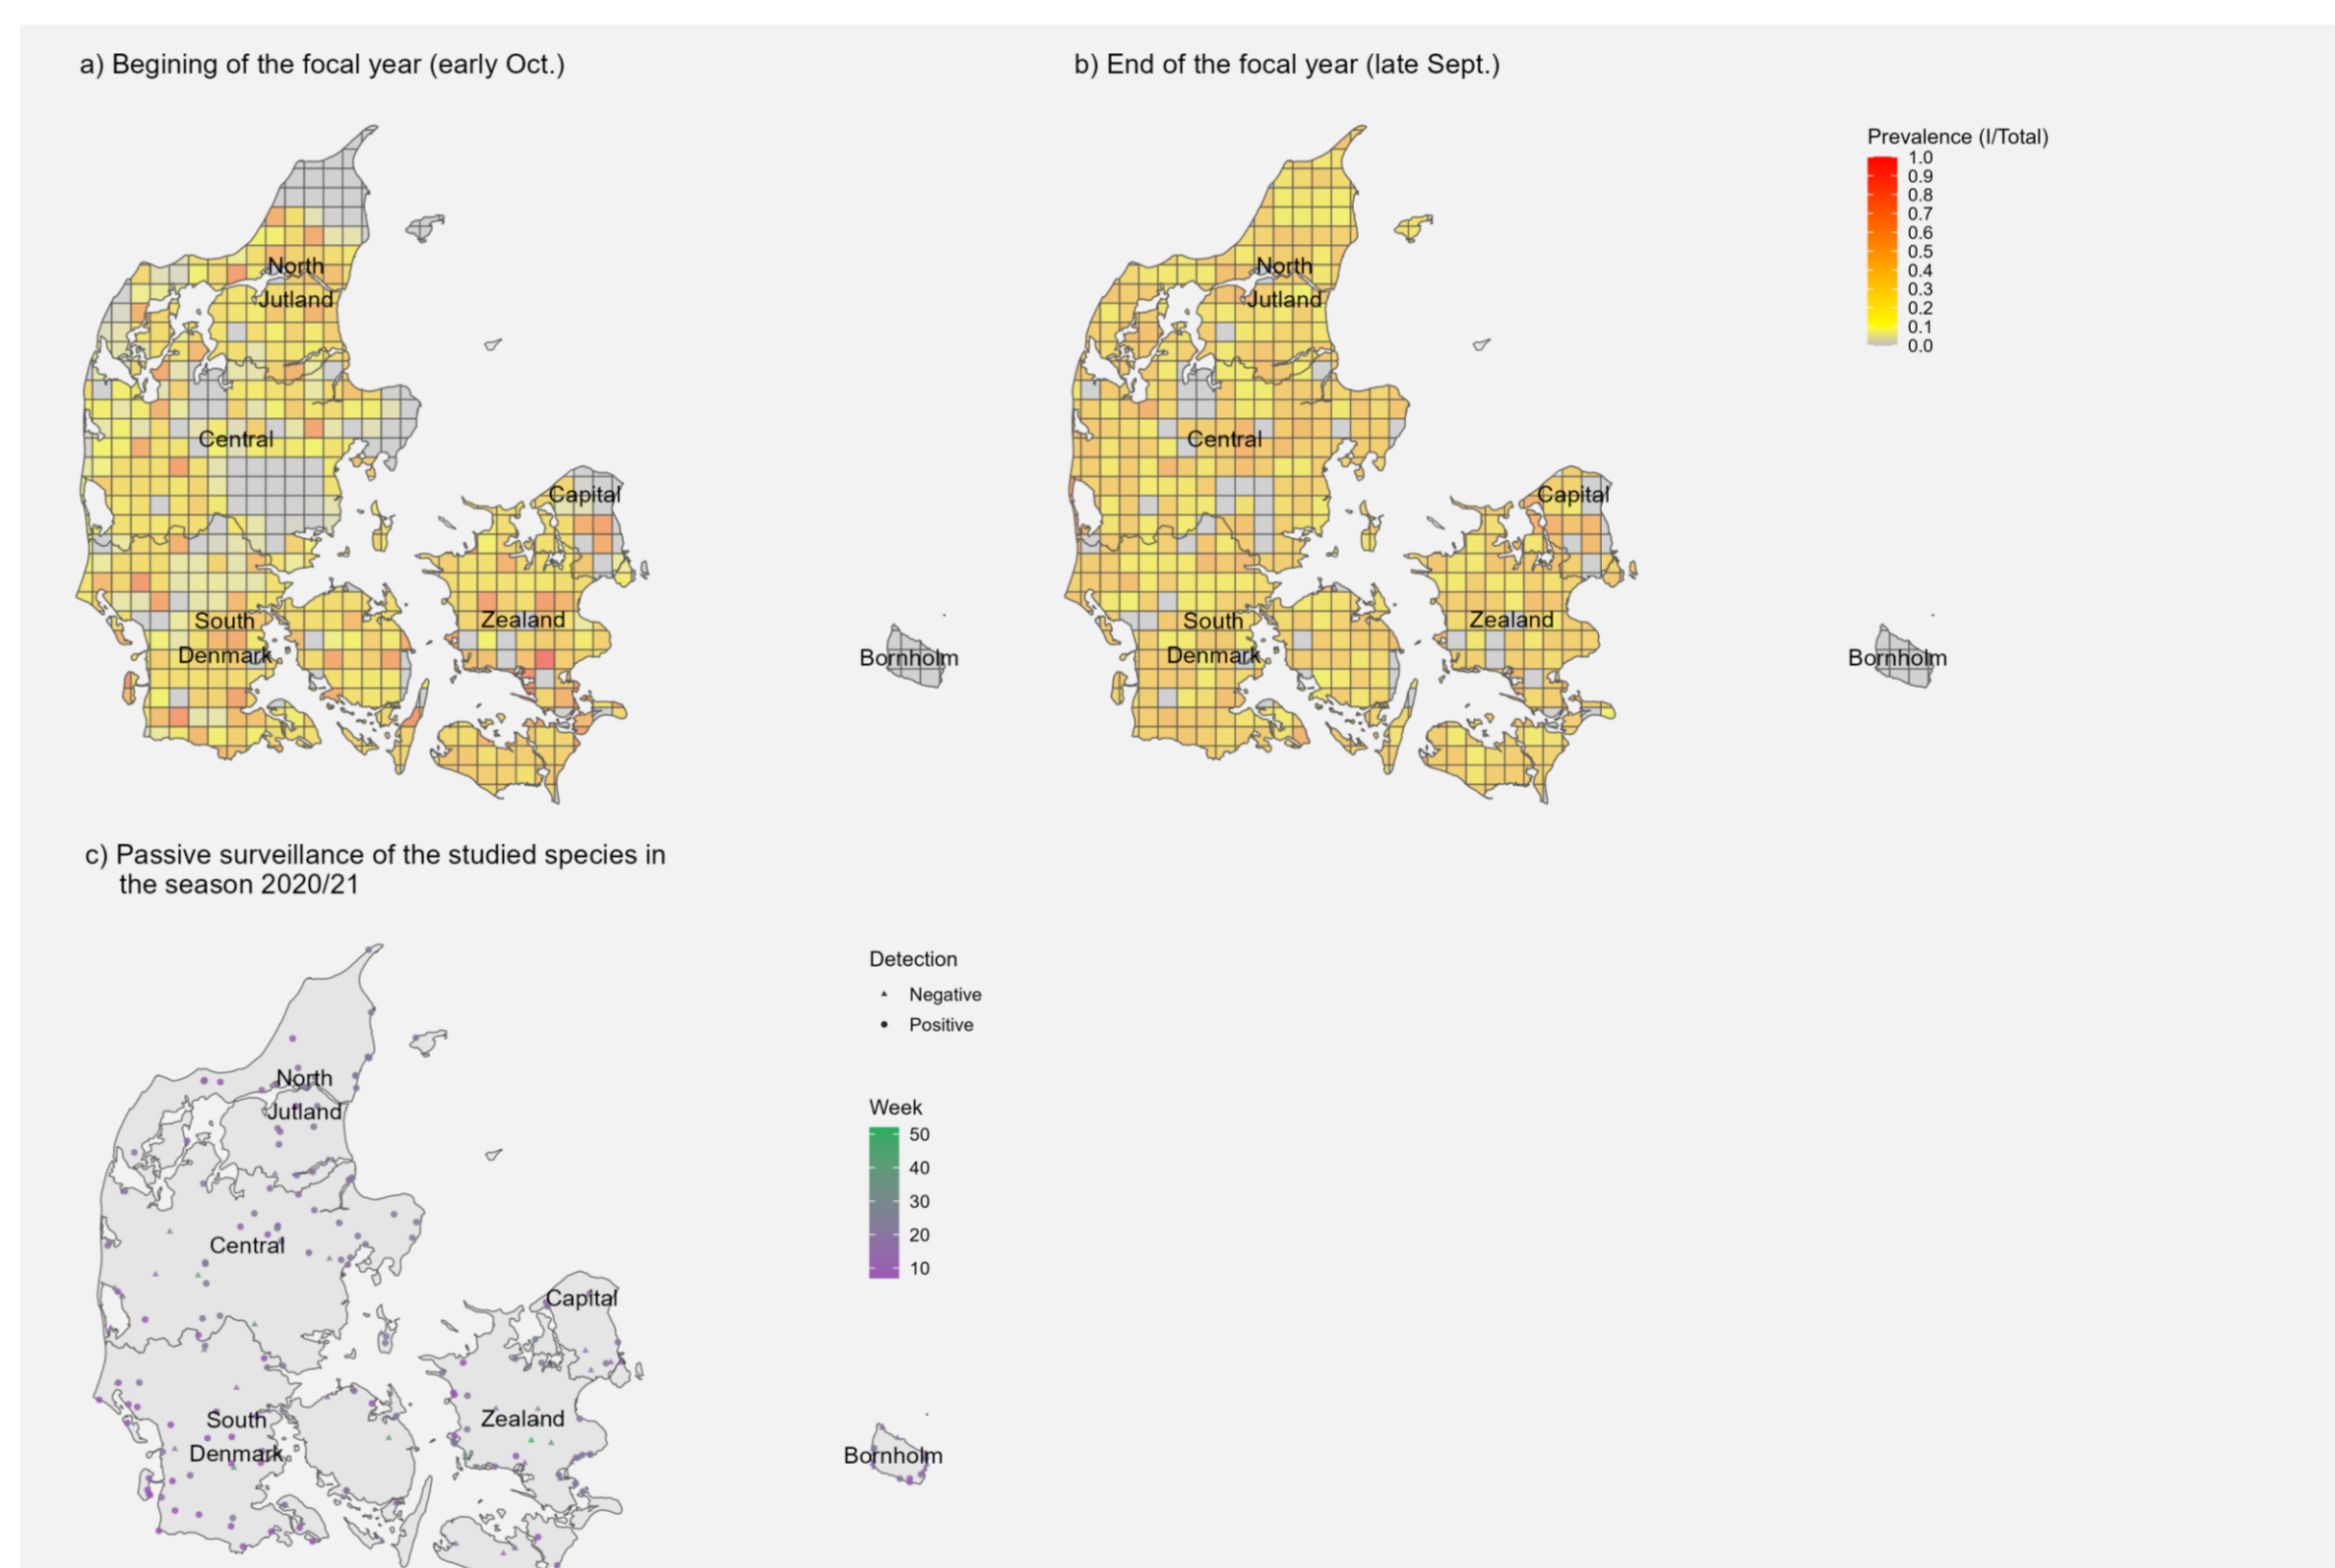 a) Begining of the focal year (early Oct.)
b) End of the focal year (late Sept.)
Prevalence (I/Total)
1.0
0.9
0.8
0.7
0.6
0.5
0.4
0.3
0.2
0.1
0.0
North
Jutland
Central
Capital
South
Denmark
Zealand
Bornholm
North
Jutland
Central
Capital
South
Denmark
Zealand
Bornholm
c) Passive surveillance of the studied species in
the season 2020/21
Detection
Negative
Positive
Week
50
40
30
20
10
North
Jutland
Central
Capital
South
Denmark
Zealand
Bornholm